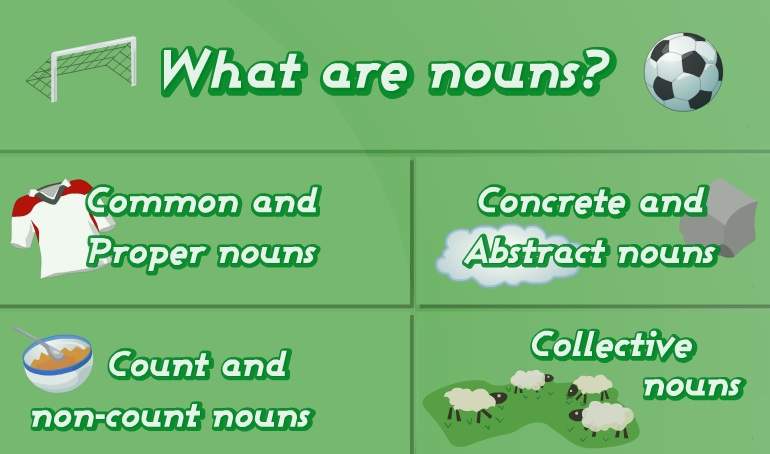 What are nouns?
Common and
Proper nouns
Concrete and
Abstract nouns
Count and
non-count nouns
Collective
nouns